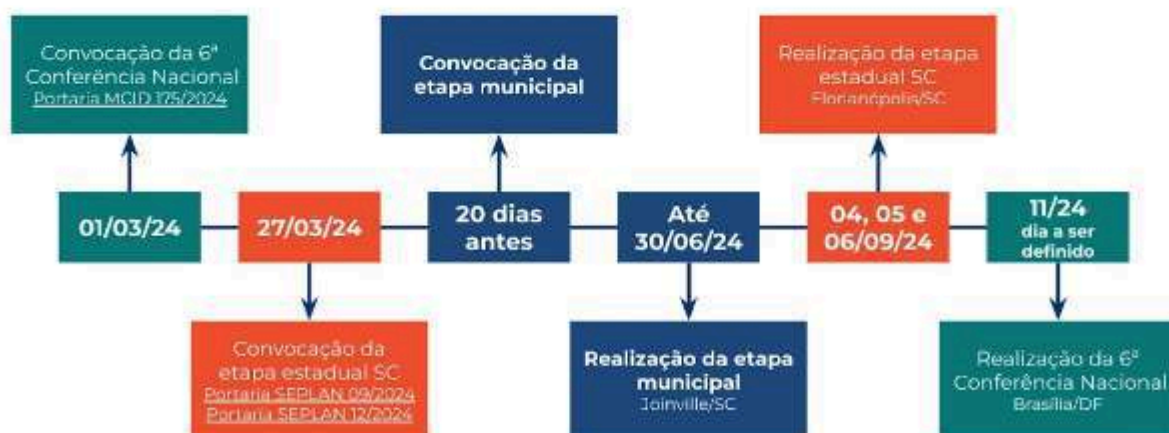 Convocação da 6ª
Conferência Nacional
Portaria MCID 175/2024
Convocação da
etapa municipal
Realização da etapa
estadual SC
Florianópolis/SC
01/03/24
27/03/24
20 dias
antes
Até
30/06/24
04, 05 e
06/09/24
11/24
dia a ser
definido
Convocação da
etapa estadual SC
Portaria SEPLAN 09/2024
Portaria SEPLAN 12/2024
Realização da etapa
municipal
Joinville/SC
Realização da 6ª
Conferência Nacional
Brasília/DF